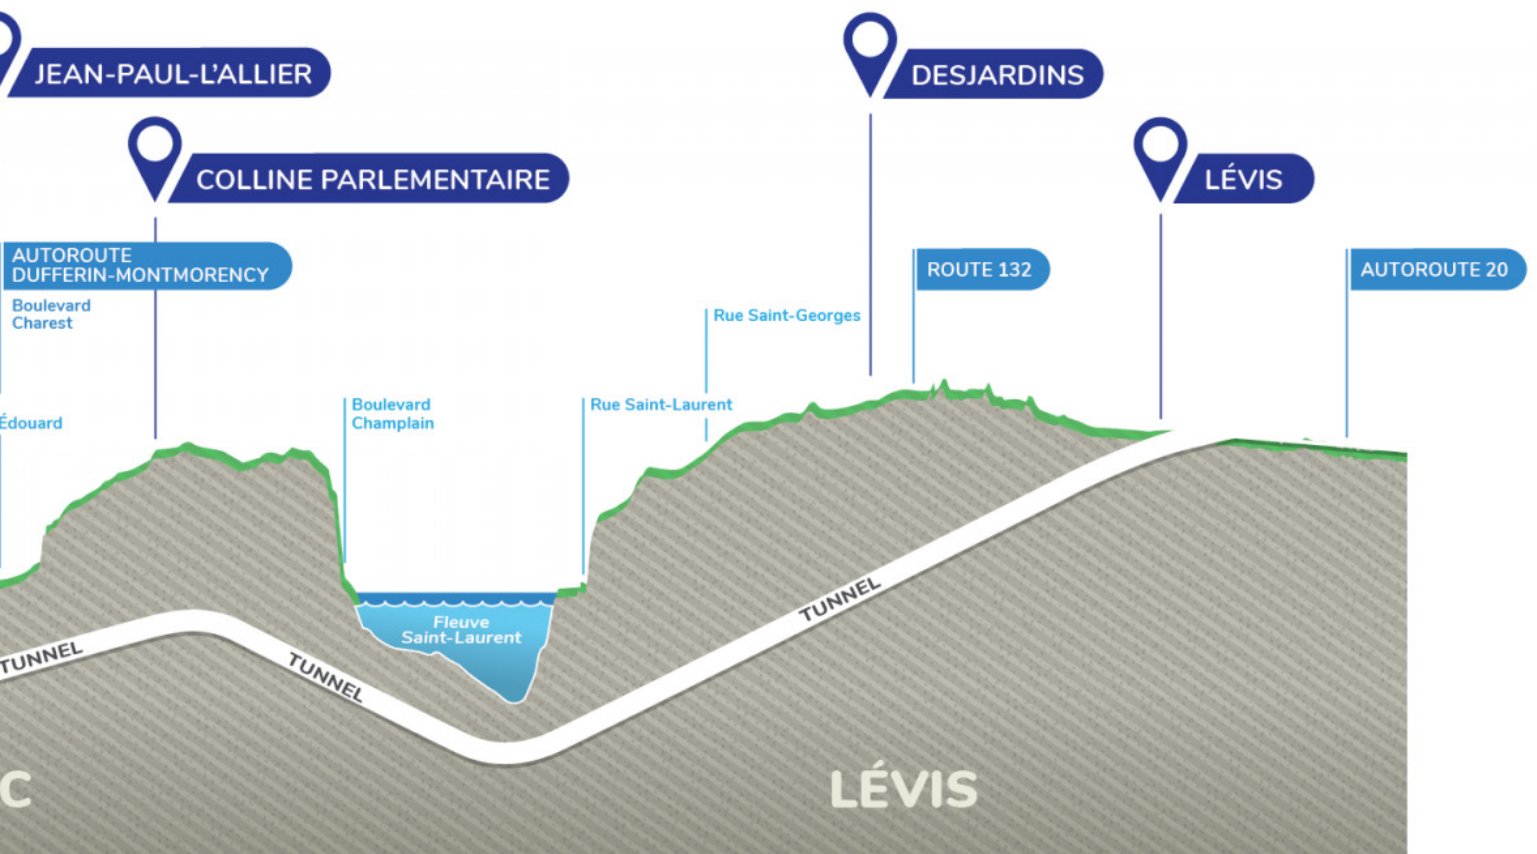 JEAN-PAUL-L'ALLIER
DESJARDINS
COLLINE PARLEMENTAIRE
LÉVIS
AUTOROUTE
DUFFERIN-MONTMORENCY
ROUTE 132
AUTOROUTE 20
Boulevard
Charest
Rue Saint-Georges
Boulevard
Champlain
Rue Saint-Laurent
Édouard
Fleuve
Saint-Laurent
TUNNEL
TUNNEL
TUNNEL
C
LÉVIS